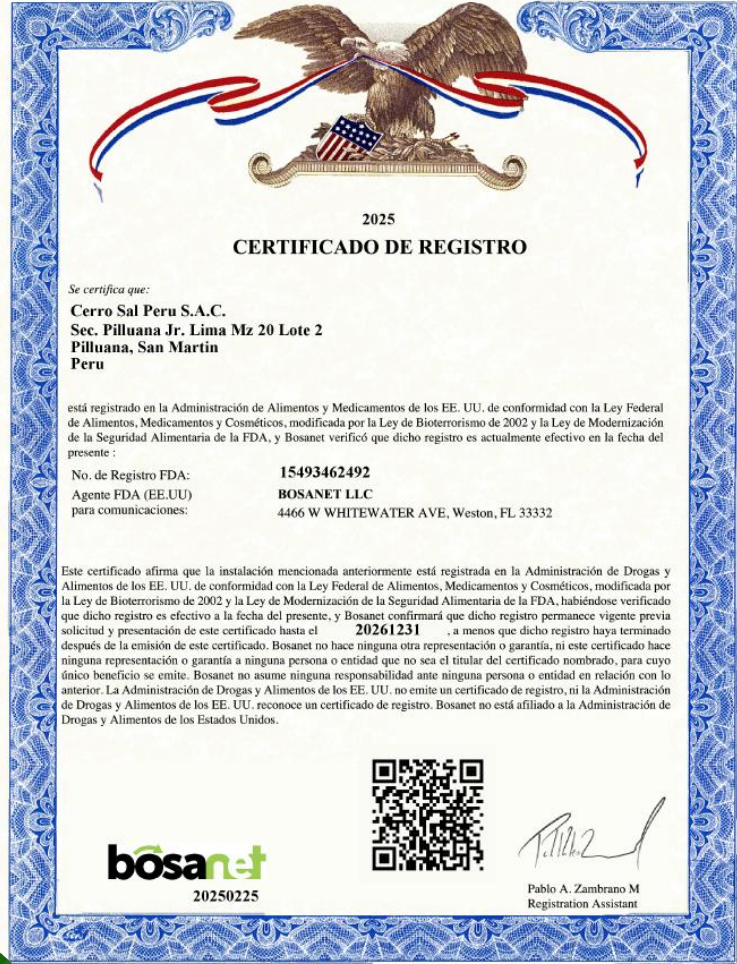 2025
CERTIFICADO DE REGISTRO
Se certifica que:
Cerro Sal Peru S.A.C.
Sec. Pilluana Jr. Lima Mz 20 Lote 2
Pilluana, San Martin
Peru
está registrado en la Administración de Alimentos y Medicamentos de los EE. UU. de conformidad con la Ley Federal
de Alimentos, Medicamentos y Cosméticos, modificada por la Ley de Bioterrorismo de 2002 y la Ley de Modernización
de la Seguridad Alimentaria de la FDA, y Bosanet verificó que dicho registro es actualmente efectivo en la fecha del
presente :
No. de Registro FDA: 15493462492
Agente FDA (EE.UU) BOSANET LLC
para comunicaciones: 4466 W WHITEWATER AVE, Weston, FL 33332
Este certificado afirma que la instalación mencionada anteriormente está registrada en la Administración de Drogas y
Alimentos de los EE. UU. de conformidad con la Ley Federal de Alimentos, Medicamentos y Cosméticos, modificada por
la Ley de Bioterrorismo de 2002 y la Ley de Modernización de la Seguridad Alimentaria de la FDA, habiéndose verificado
que dicho registro es efectivo a la fecha del presente, y Bosanet confirmará que dicho registro permanece vigente previa
solicitud y presentación de este certificado hasta el 20261231 , a menos que dicho registro haya terminado
después de la emisión de este certificado. Bosanet no hace ninguna otra representación o garantía, ni este certificado hace
ninguna representación o garantía a ninguna persona o entidad que no sea el titular del certificado nombrado, para cuyo
único beneficio se emite. Bosanet no asume ninguna responsabilidad ante ninguna persona o entidad en relación con lo
anterior. La Administración de Drogas y Alimentos de los EE. UU. no emite un certificado de registro, ni la Administración
de Drogas y Alimentos de los EE. UU. reconoce un certificado de registro. Bosanet no está afiliado a la Administración de
Drogas y Alimentos de los Estados Unidos.
bosanet
20250225
Pablo A. Zambrano M
Registration Assistant